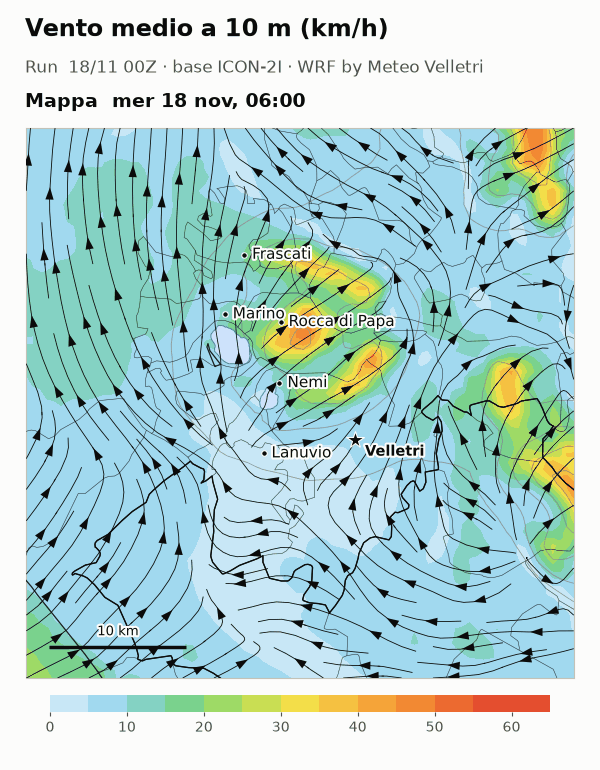 Vento medio a 10 m (km/h)
Run  18/11 00Z · base ICON-2I · WRF by Meteo Velletri
Mappa  mer 18 nov, 06:00
Frascati
Marino
Rocca di Papa
Nemi
Lanuvio
Velletri
10 km
0 10 20 30 40 50 60